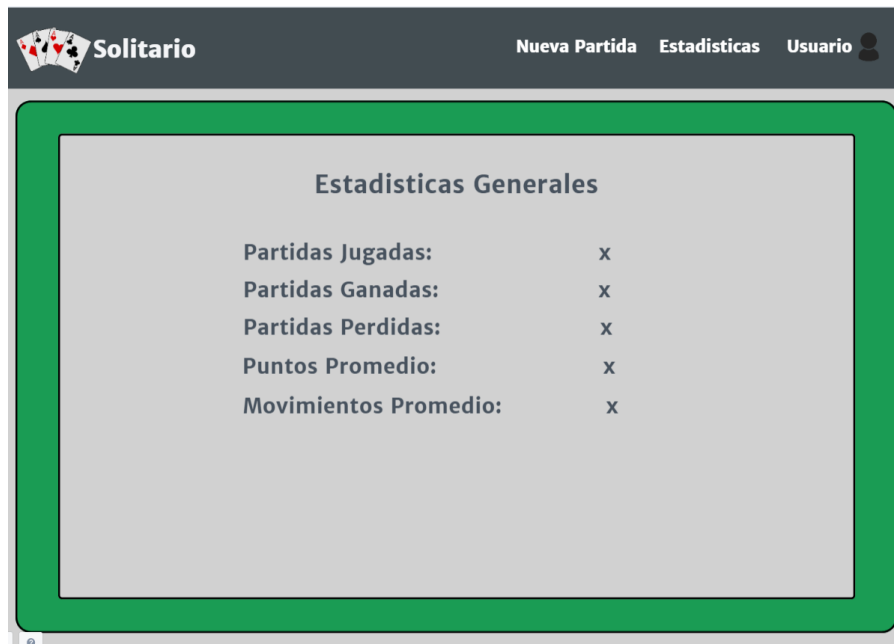 Solitario
Nueva Partida Estadisticas Usuario
Estadisticas Generales
Partidas Jugadas: x
Partidas Ganadas: x
Partidas Perdidas: x
Puntos Promedio: x
Movimientos Promedio: x